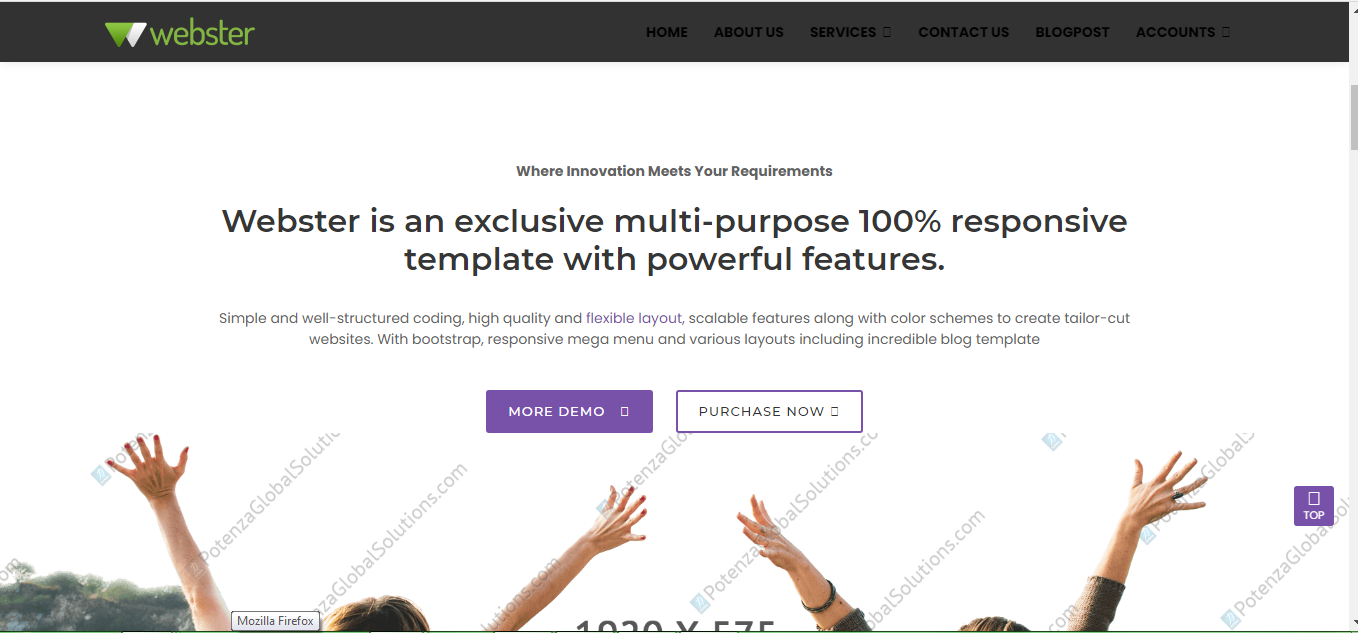 webster
HOME ABOUT US SERVICES CONTACT US BLOGPOST ACCOUNTS
Where Innovation Meets Your Requirements
Webster is an exclusive multi-purpose 100% responsive
template with powerful features.
Simple and well-structured coding, high quality and flexible layout, scalable features along with color schemes to create tailor-cut
websites. With bootstrap, responsive mega menu and various layouts including incredible blog template
MORE DEMO
PURCHASE NOW
PotenzaGlobalSolutions.com
PotenzaGlobalSolutions.com
TOP
Mozilla Firefox
1920 X 575